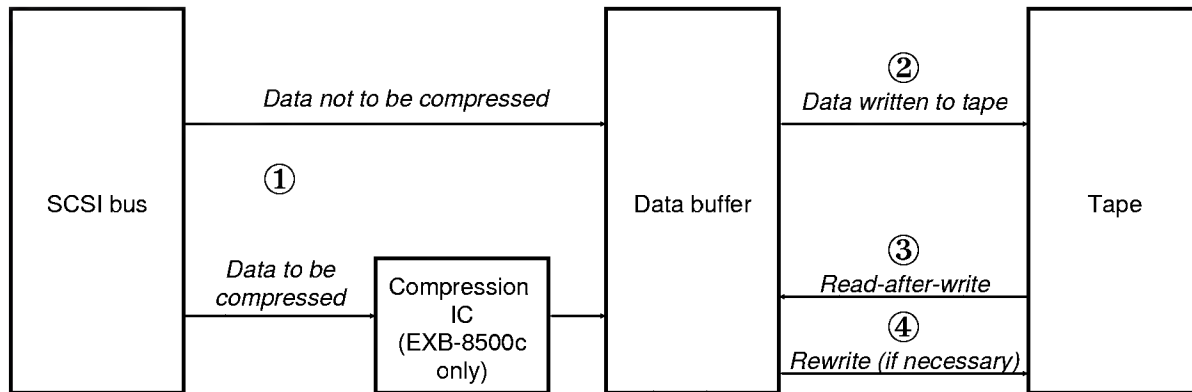 ②
Data not to be compressed
Data written to tape
①
SCSI bus
Data buffer
Tape
③
Data to be
compressed
Compression
IC
(EXB-8500c
only)
Read-after-write
④
Rewrite (if necessary)